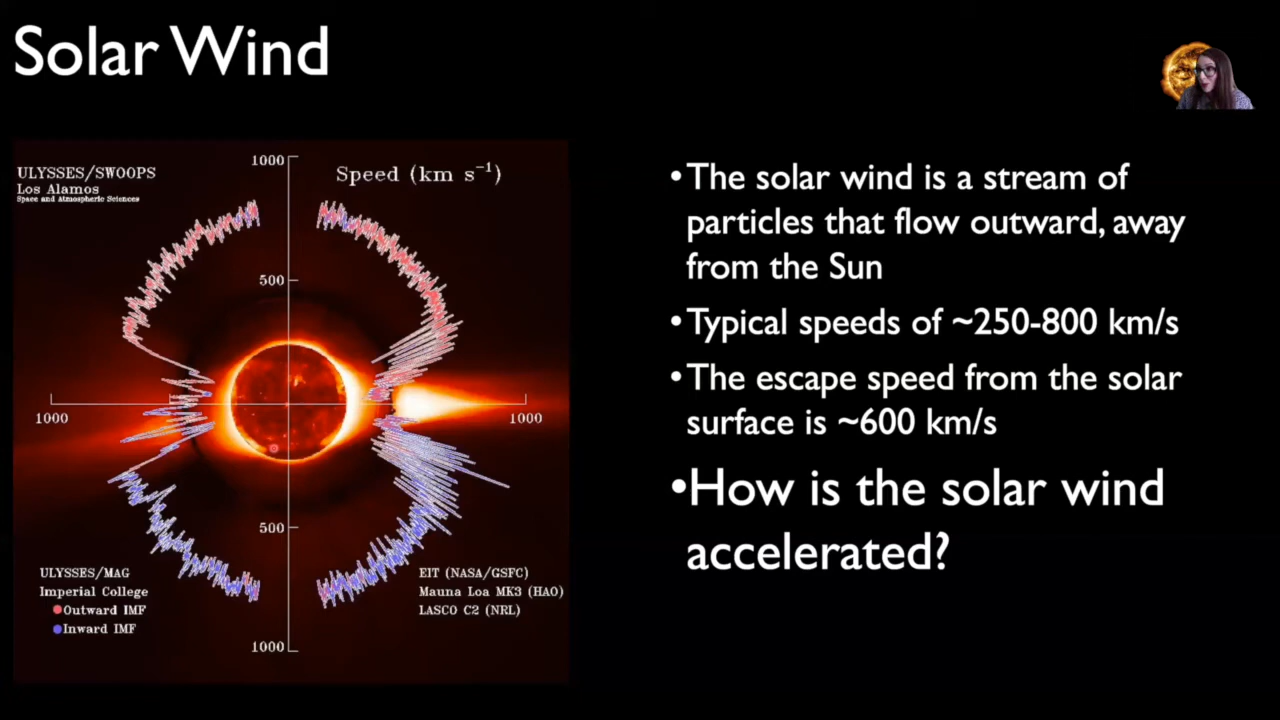 Solar Wind
ULYSSES/SWOOPS
Los Alamos
Space and Atmospheric Sciences
1000
Speed (km s⁻¹)
500
1000
1000
500
ULYSSES/MAG
Imperial College
Outward IMF
Inward IMF
EIT (NASA/GSFC)
Mauna Loa MK3 (HAO)
LASCO C2 (NRL)
1000
•The solar wind is a stream of
particles that flow outward, away
from the Sun
•Typical speeds of ~250-800 km/s
•The escape speed from the solar
surface is ~600 km/s
•How is the solar wind
accelerated?